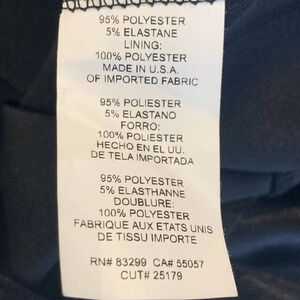 95% POLYESTER
5% ELASTANE
LINING:
100% POLYESTER
MADE IN U.S.A.
OF IMPORTED FABRIC
95% POLIESTER
5% ELASTANO
FORRO:
100% POLIESTER
HECHO EN EL UU.
DE TELA IMPORTADA
95% POLYESTER
5% ELASTHANNE
DOUBLURE:
100% POLYESTER
FABRIQUE AUX ETATS UNIS
DE TISSU IMPORTE
RN# 83299 CA# 55057
CUT# 25179